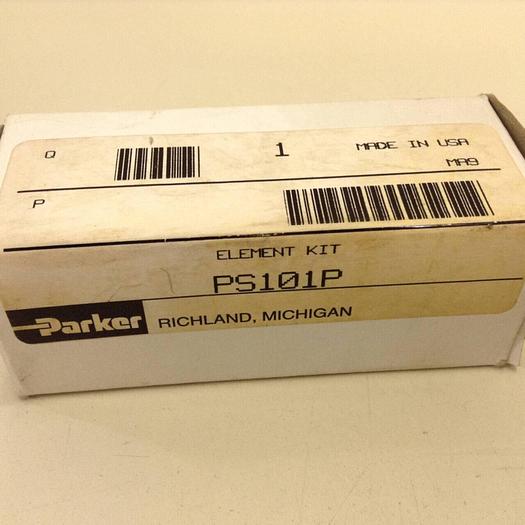 Q 1 MADE IN USA
MA9
P
ELEMENT KIT
PS101P
Parker RICHLAND, MICHIGAN